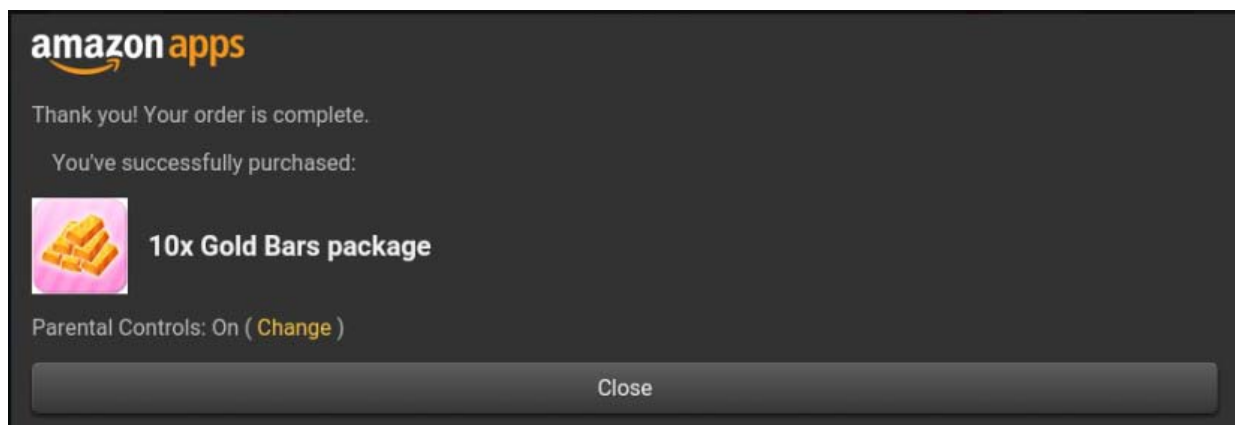 amazon apps
Thank you! Your order is complete.
You've successfully purchased:
10x Gold Bars package
Parental Controls: On ( Change )
Close